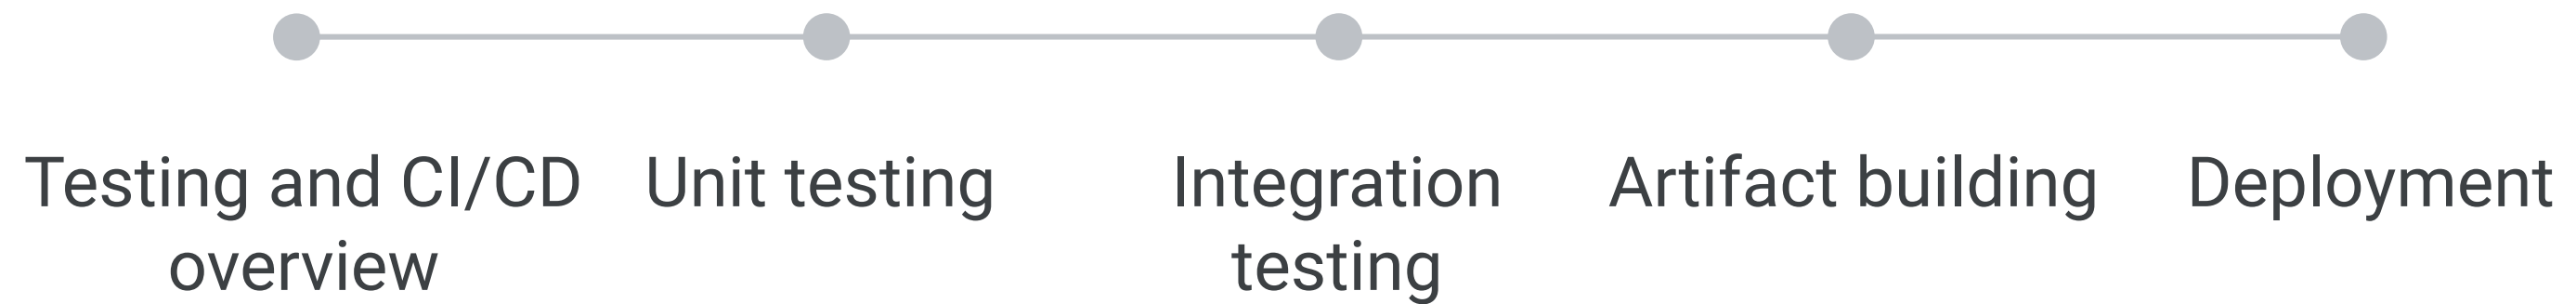 Testing and CI/CD
overview
Unit testing
Integration
testing
Artifact building
Deployment